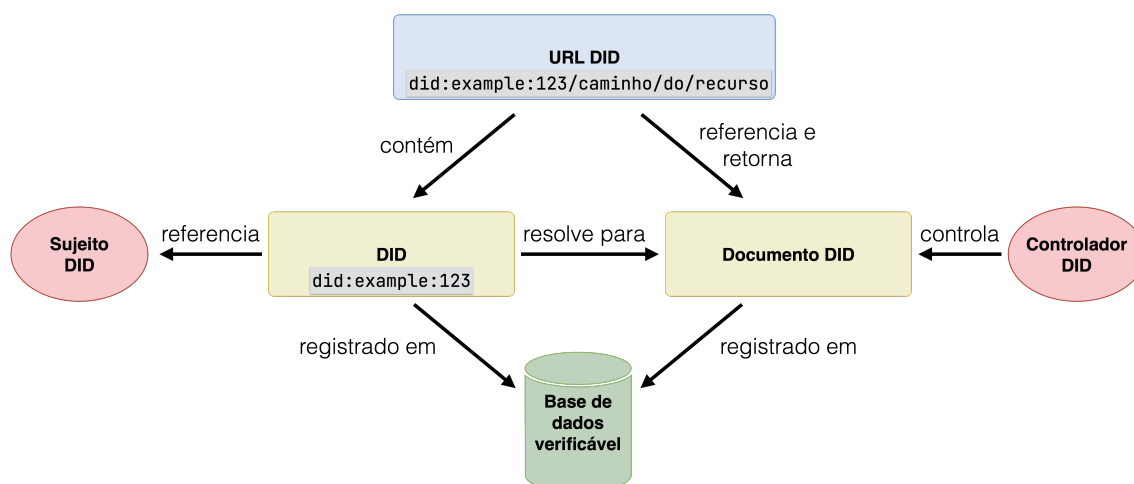 URL DID
did:example:123/caminho/do/recurso
contém
referencia e
retorna
Sujeito
DID
referencia
DID
did:example:123
resolve para
Documento DID
controla
Controlador
DID
registrado em
registrado em
Base de
dados
verificável